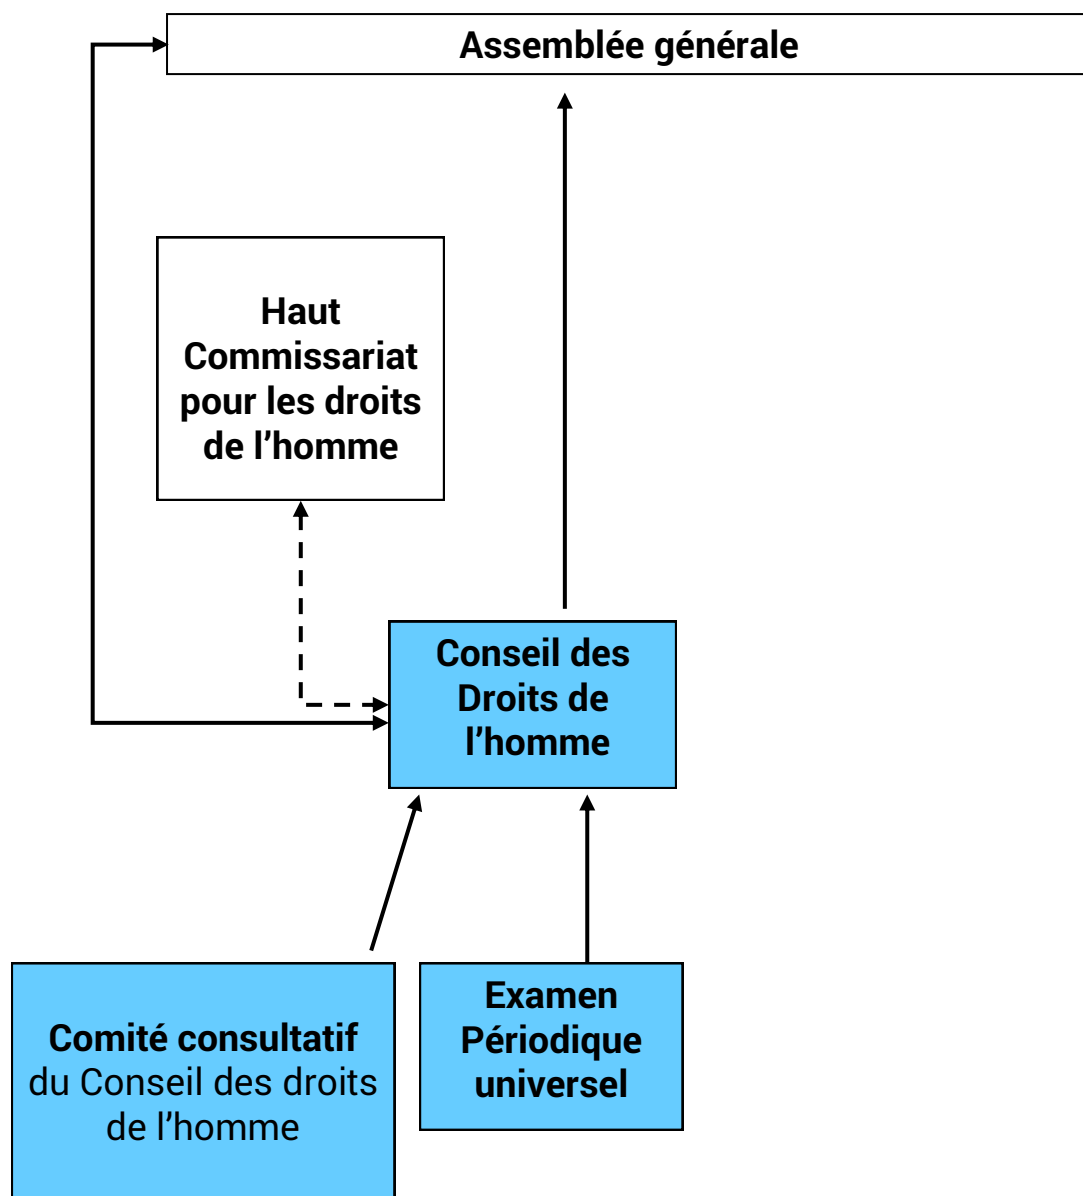 Assemblée générale
Haut
Commissariat
pour les droits
de l’homme
Conseil des
Droits de
l’homme
Comité consultatif
du Conseil des droits
de l’homme
Examen
Périodique
universel